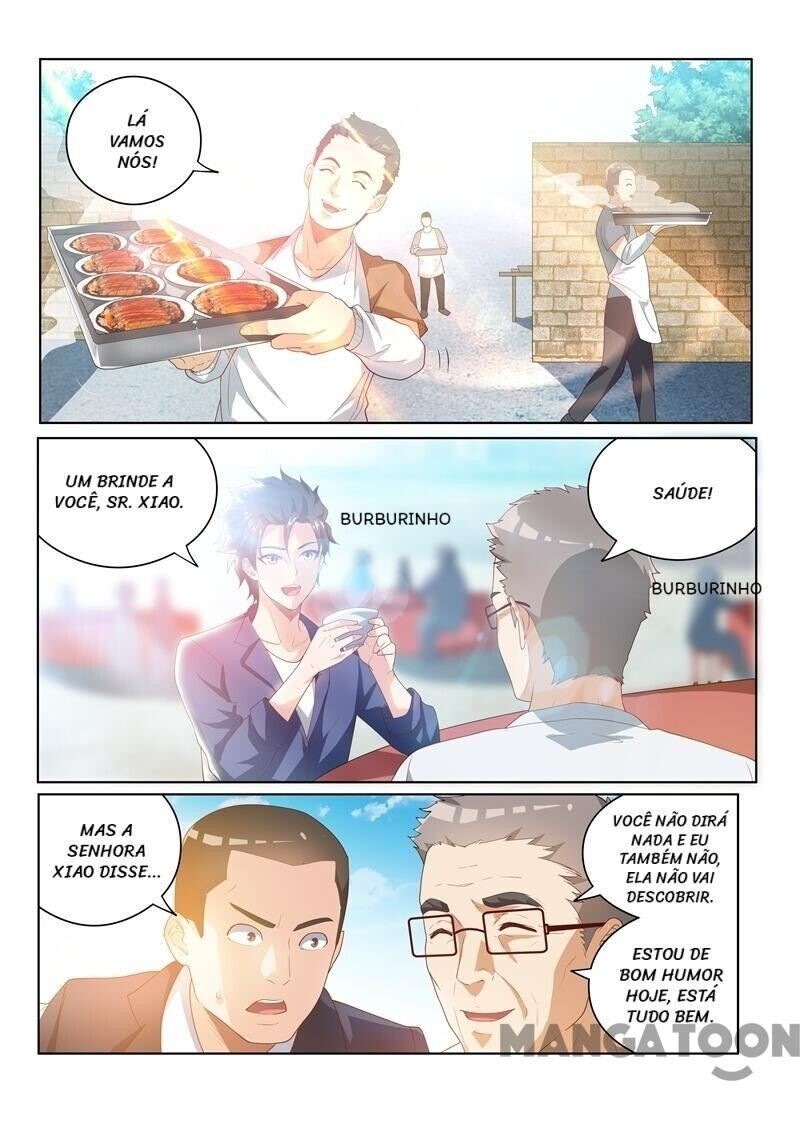 LÁ
VAMOS
NÓS!
UM BRINDE A
VOCÊ, SR. XIAO.
BURBURINHO
SAÚDE!
BURBURINHO
MAS A
SENHORA
XIAO DISSE...
VOCÊ NÃO DIRÁ
NADA E EU
TAMBÉM NÃO,
ELA NÃO VAI
DESCOBRIR.
ESTOU DE
BOM HUMOR
HOJE, ESTÁ
TUDO BEM.
MANGATOON